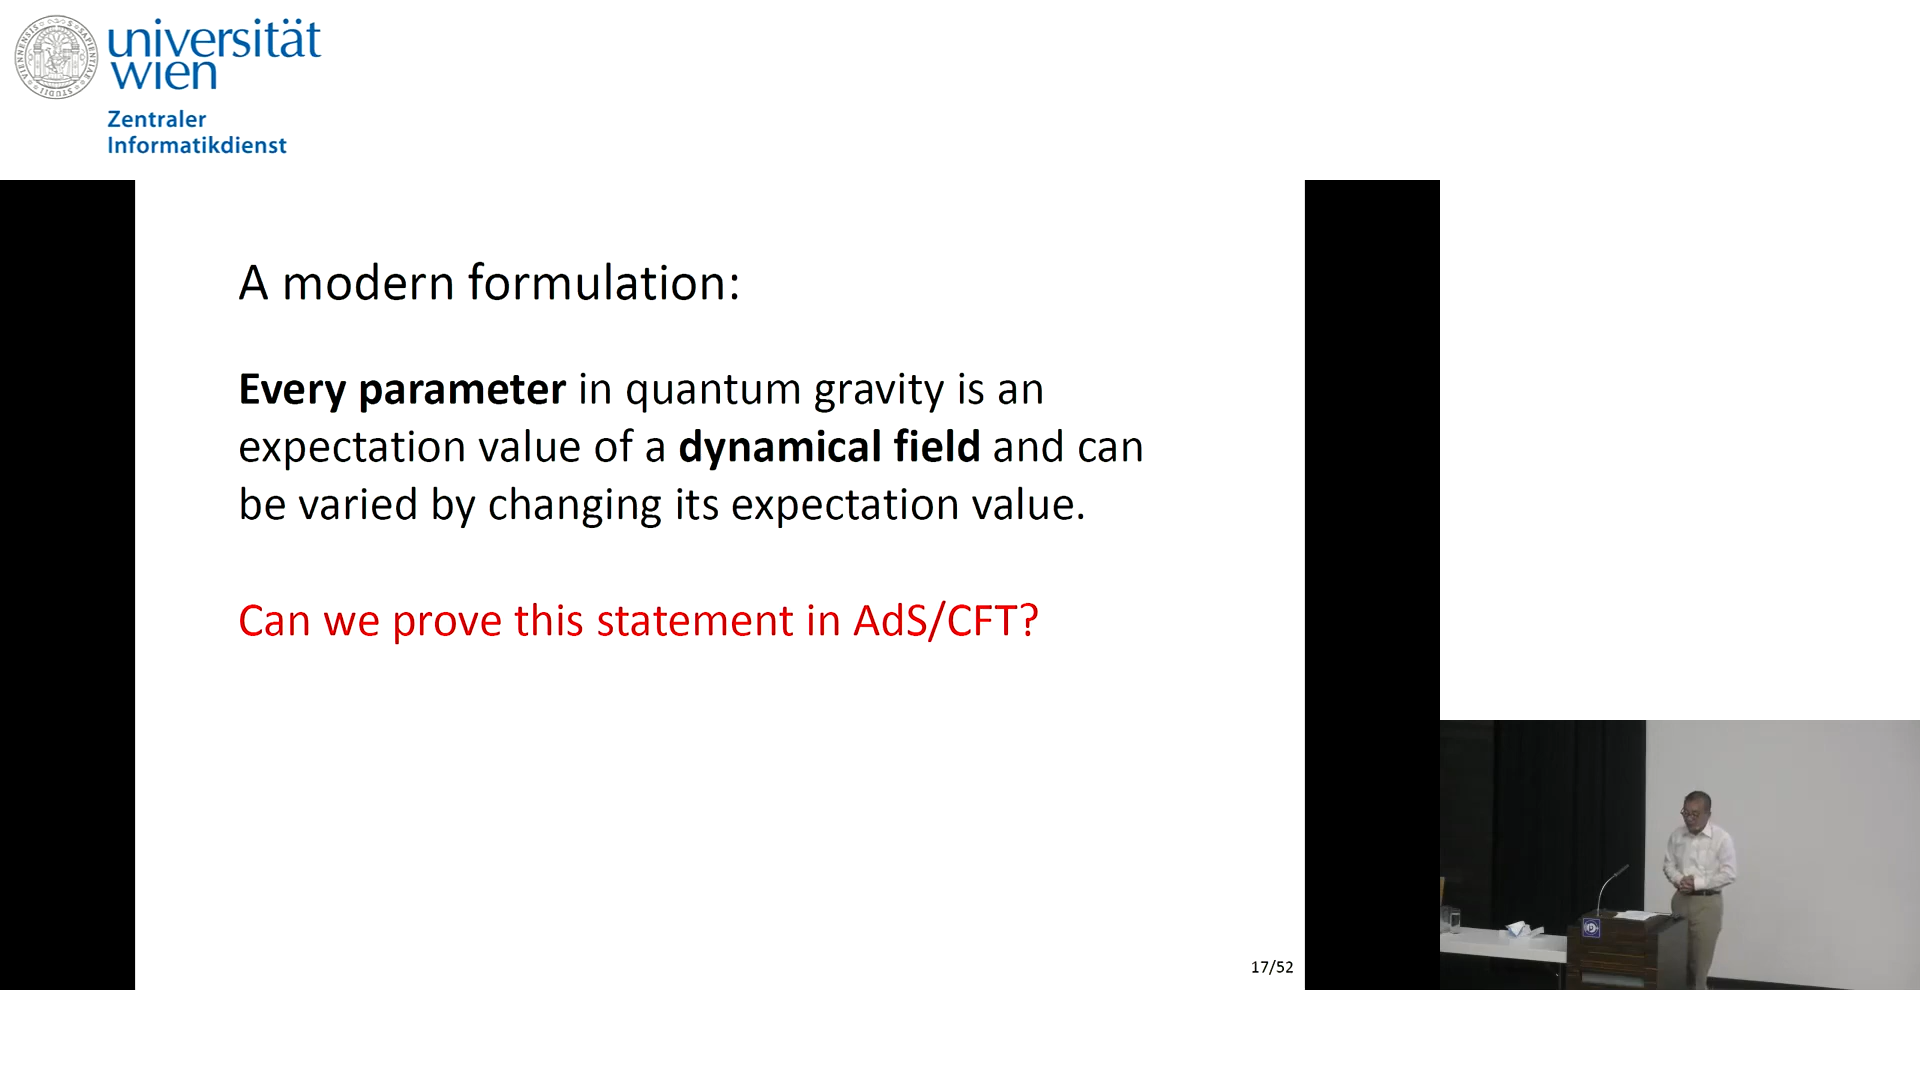 universität
wien
Zentraler
Informatikdienst
A modern formulation:
Every parameter in quantum gravity is an
expectation value of a dynamical field and can
be varied by changing its expectation value.
Can we prove this statement in AdS/CFT?
17/52